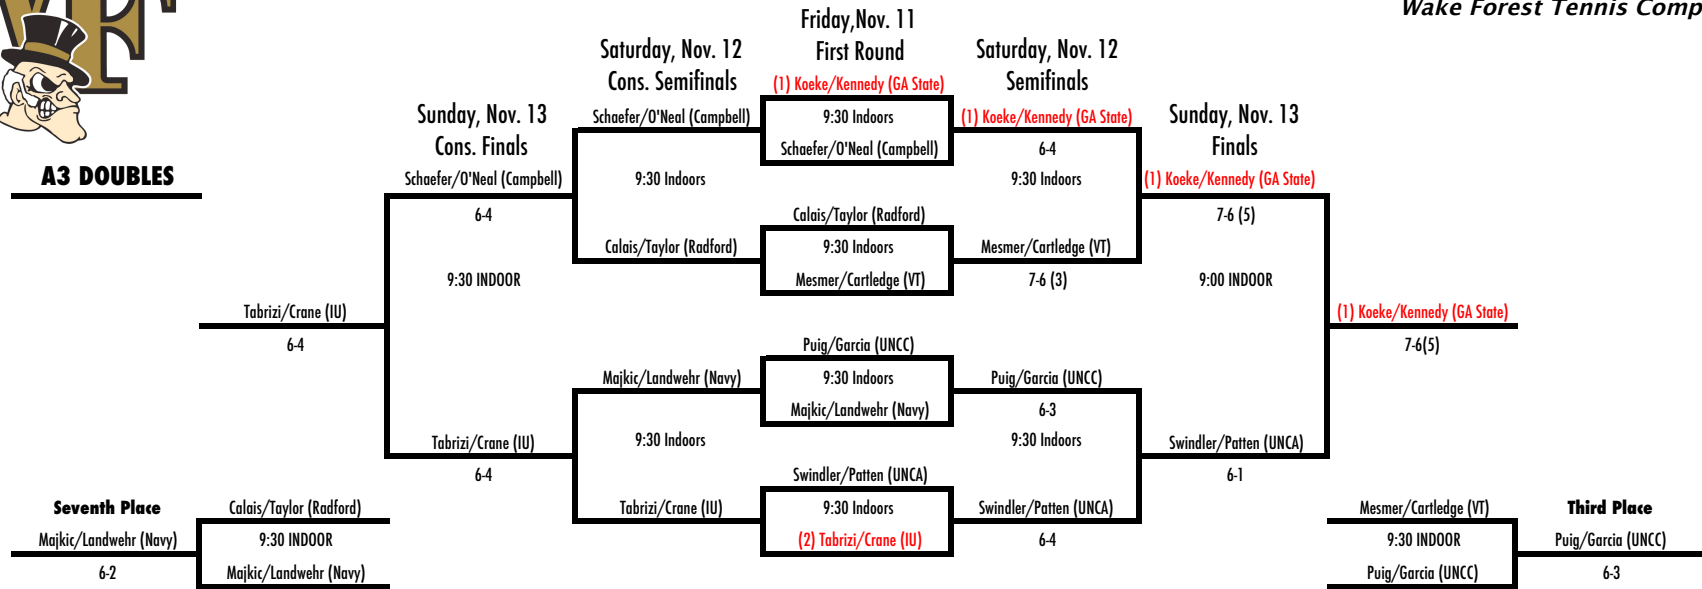 WF
Wake Forest Tennis Comp
Friday,Nov. 11
First Round
Saturday, Nov. 12
Cons. Semifinals
Saturday, Nov. 12
Semifinals
(1) Koeke/Kennedy (GA State)
Sunday, Nov. 13
Cons. Finals
Schaefer/O'Neal (Campbell)
9:30 Indoors
(1) Koeke/Kennedy (GA State)
Sunday, Nov. 13
Finals
Schaefer/O'Neal (Campbell)
6-4
A3 DOUBLES
Schaefer/O'Neal (Campbell)
9:30 Indoors
9:30 Indoors
(1) Koeke/Kennedy (GA State)
6-4
Calais/Taylor (Radford)
7-6 (5)
Calais/Taylor (Radford)
9:30 Indoors
Mesmer/Cartledge (VT)
9:30 INDOOR
Mesmer/Cartledge (VT)
7-6 (3)
9:00 INDOOR
Tabrizi/Crane (IU)
(1) Koeke/Kennedy (GA State)
6-4
Puig/Garcia (UNCC)
7-6(5)
Majkic/Landwehr (Navy)
9:30 Indoors
Puig/Garcia (UNCC)
Majkic/Landwehr (Navy)
6-3
Tabrizi/Crane (IU)
9:30 Indoors
9:30 Indoors
Swindler/Patten (UNCA)
6-4
Swindler/Patten (UNCA)
6-1
Seventh Place
Calais/Taylor (Radford)
Tabrizi/Crane (IU)
9:30 Indoors
Swindler/Patten (UNCA)
Mesmer/Cartledge (VT)
Third Place
Majkic/Landwehr (Navy)
9:30 INDOOR
(2) Tabrizi/Crane (IU)
6-4
9:30 INDOOR
Puig/Garcia (UNCC)
6-2
Majkic/Landwehr (Navy)
Puig/Garcia (UNCC)
6-3